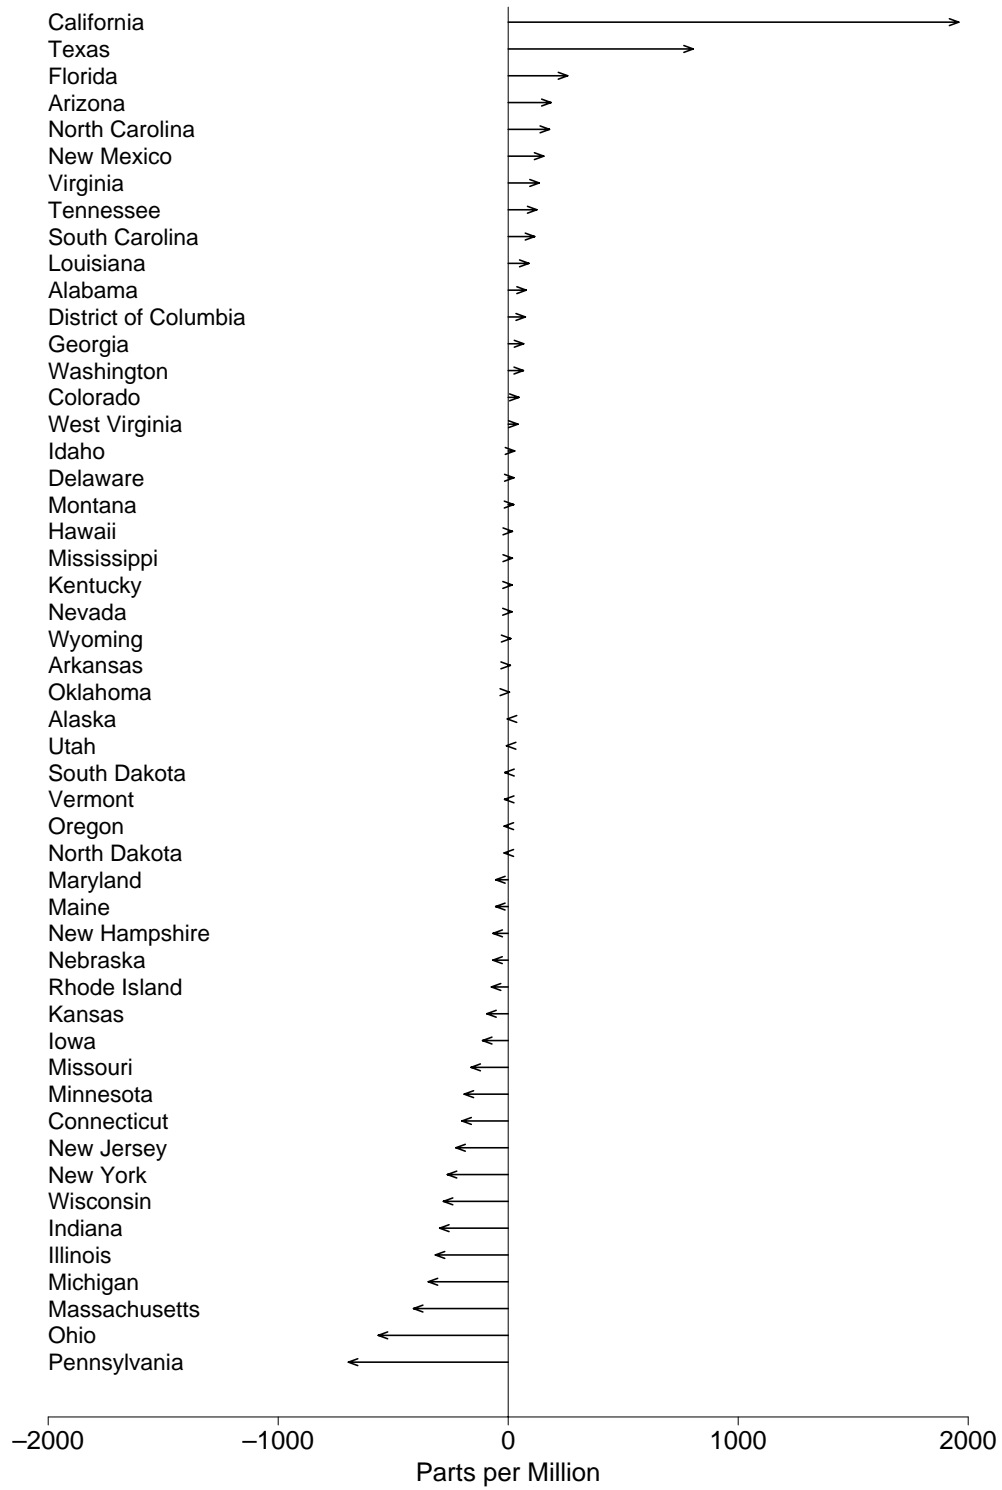 California
Texas
Florida
Arizona
North Carolina
New Mexico
Virginia
Tennessee
South Carolina
Louisiana
Alabama
District of Columbia
Georgia
Washington
Colorado
West Virginia
Idaho
Delaware
Montana
Hawaii
Mississippi
Kentucky
Nevada
Wyoming
Arkansas
Oklahoma
Alaska
Utah
South Dakota
Vermont
Oregon
North Dakota
Maryland
Maine
New Hampshire
Nebraska
Rhode Island
Kansas
Iowa
Missouri
Minnesota
Connecticut
New Jersey
New York
Wisconsin
Indiana
Illinois
Michigan
Massachusetts
Ohio
Pennsylvania
−2000 −1000 0 1000 2000
Parts per Million